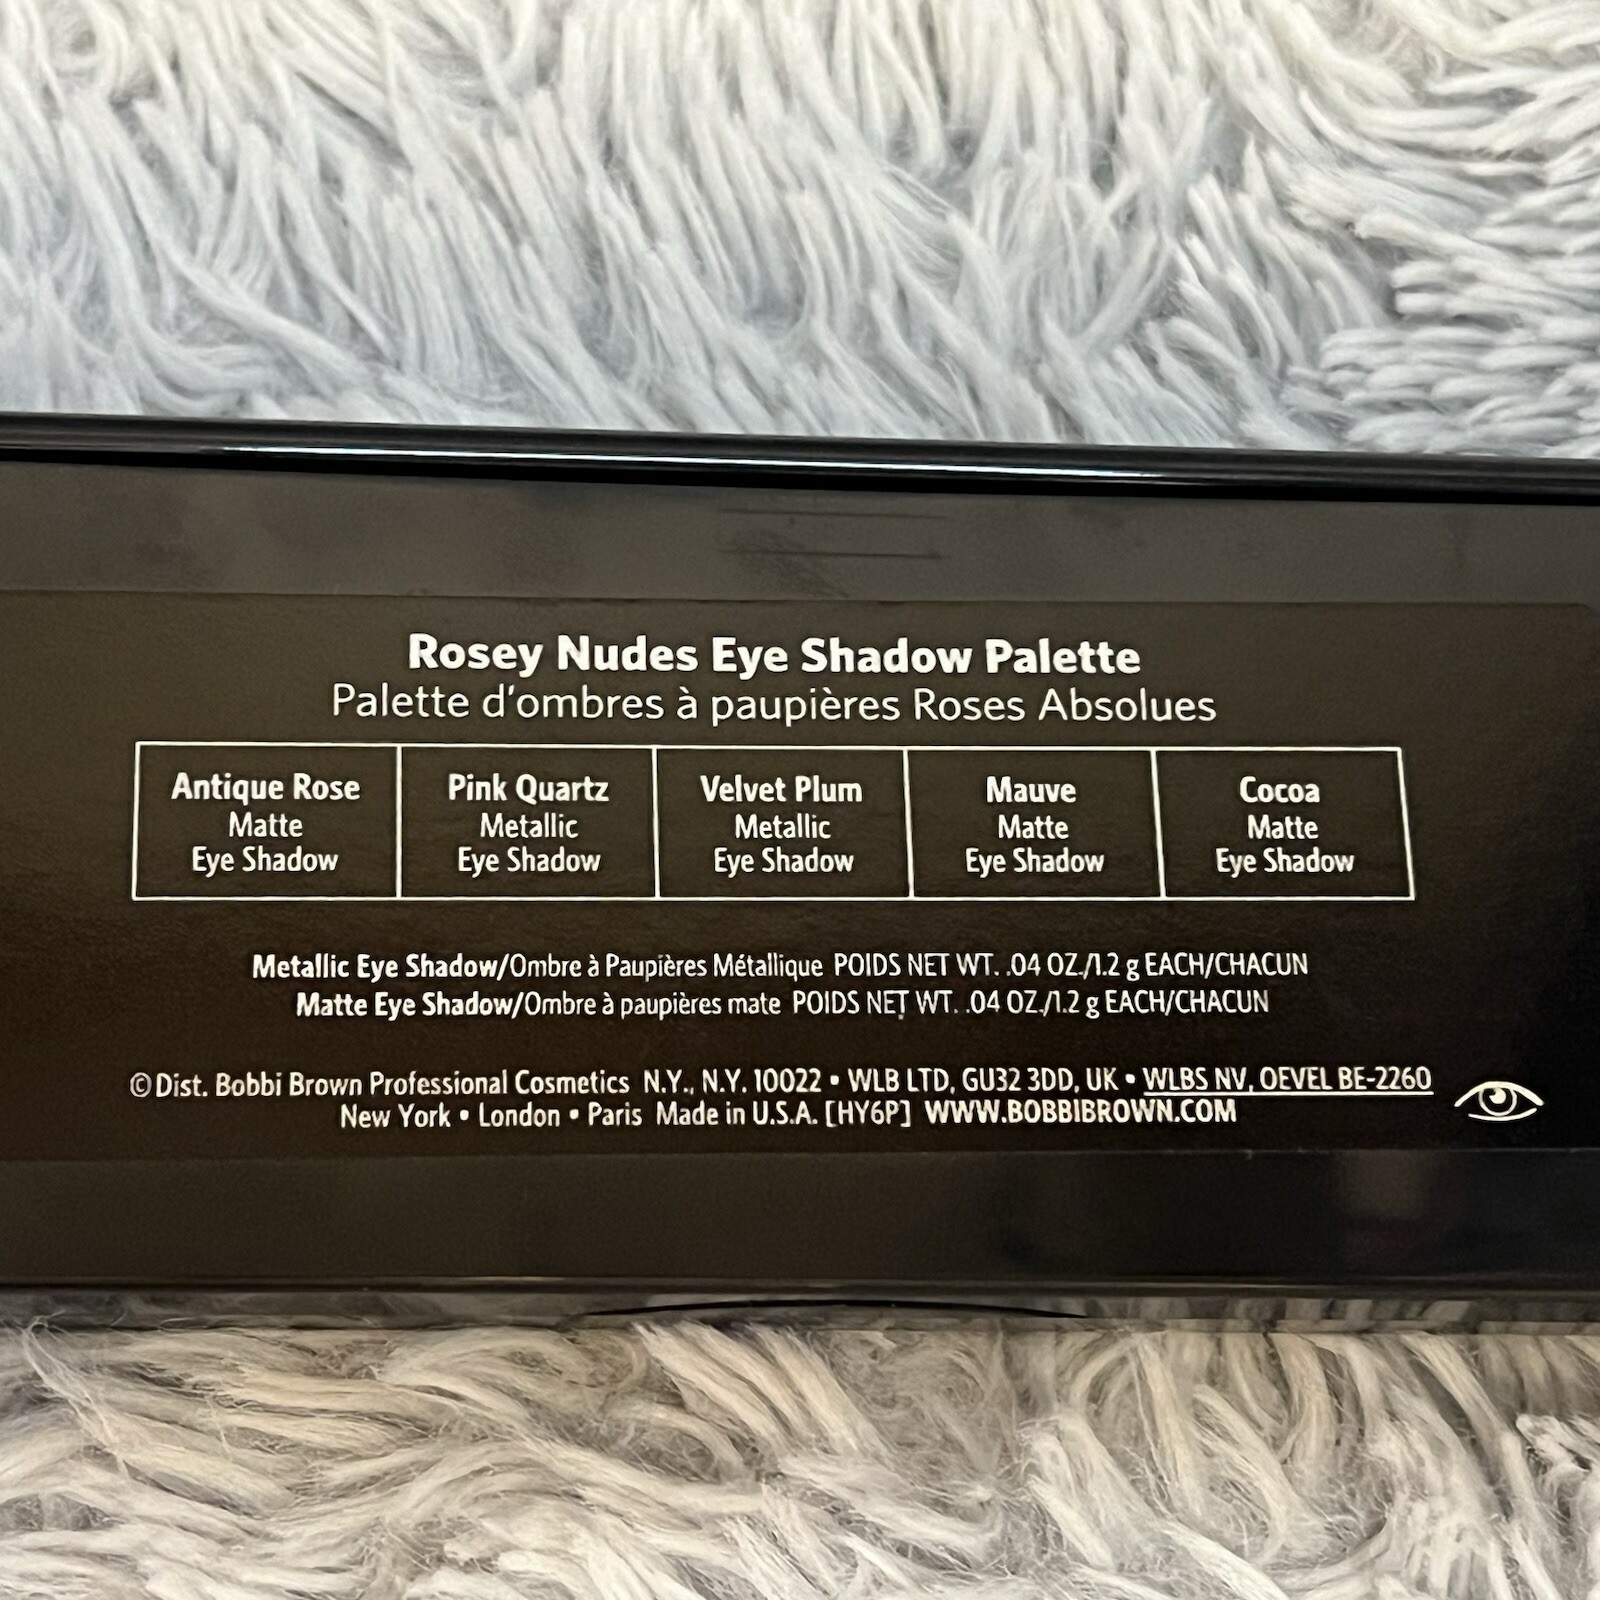 Rosey Nudes Eye Shadow Palette
Palette d'ombres à paupières Roses Absolues
Antique Rose
Matte
Eye Shadow
Pink Quartz
Metallic
Eye Shadow
Velvet Plum
Metallic
Eye Shadow
Mauve
Matte
Eye Shadow
Cocoa
Matte
Eye Shadow
Metallic Eye Shadow/Ombre à Paupières Métallique POIDS NET WT. .04 OZ./1.2 g EACH/CHACUN
Matte Eye Shadow/Ombre à paupières mate POIDS NET WT. .04 OZ./1.2 g EACH/CHACUN
©Dist. Bobbi Brown Professional Cosmetics N.Y., N.Y. 10022 • WLB LTD, GU32 3DD, UK • WLBS NV, OEVEL BE-2260
New York • London • Paris Made in U.S.A. [HY6P] WWW.BOBBIBROWN.COM